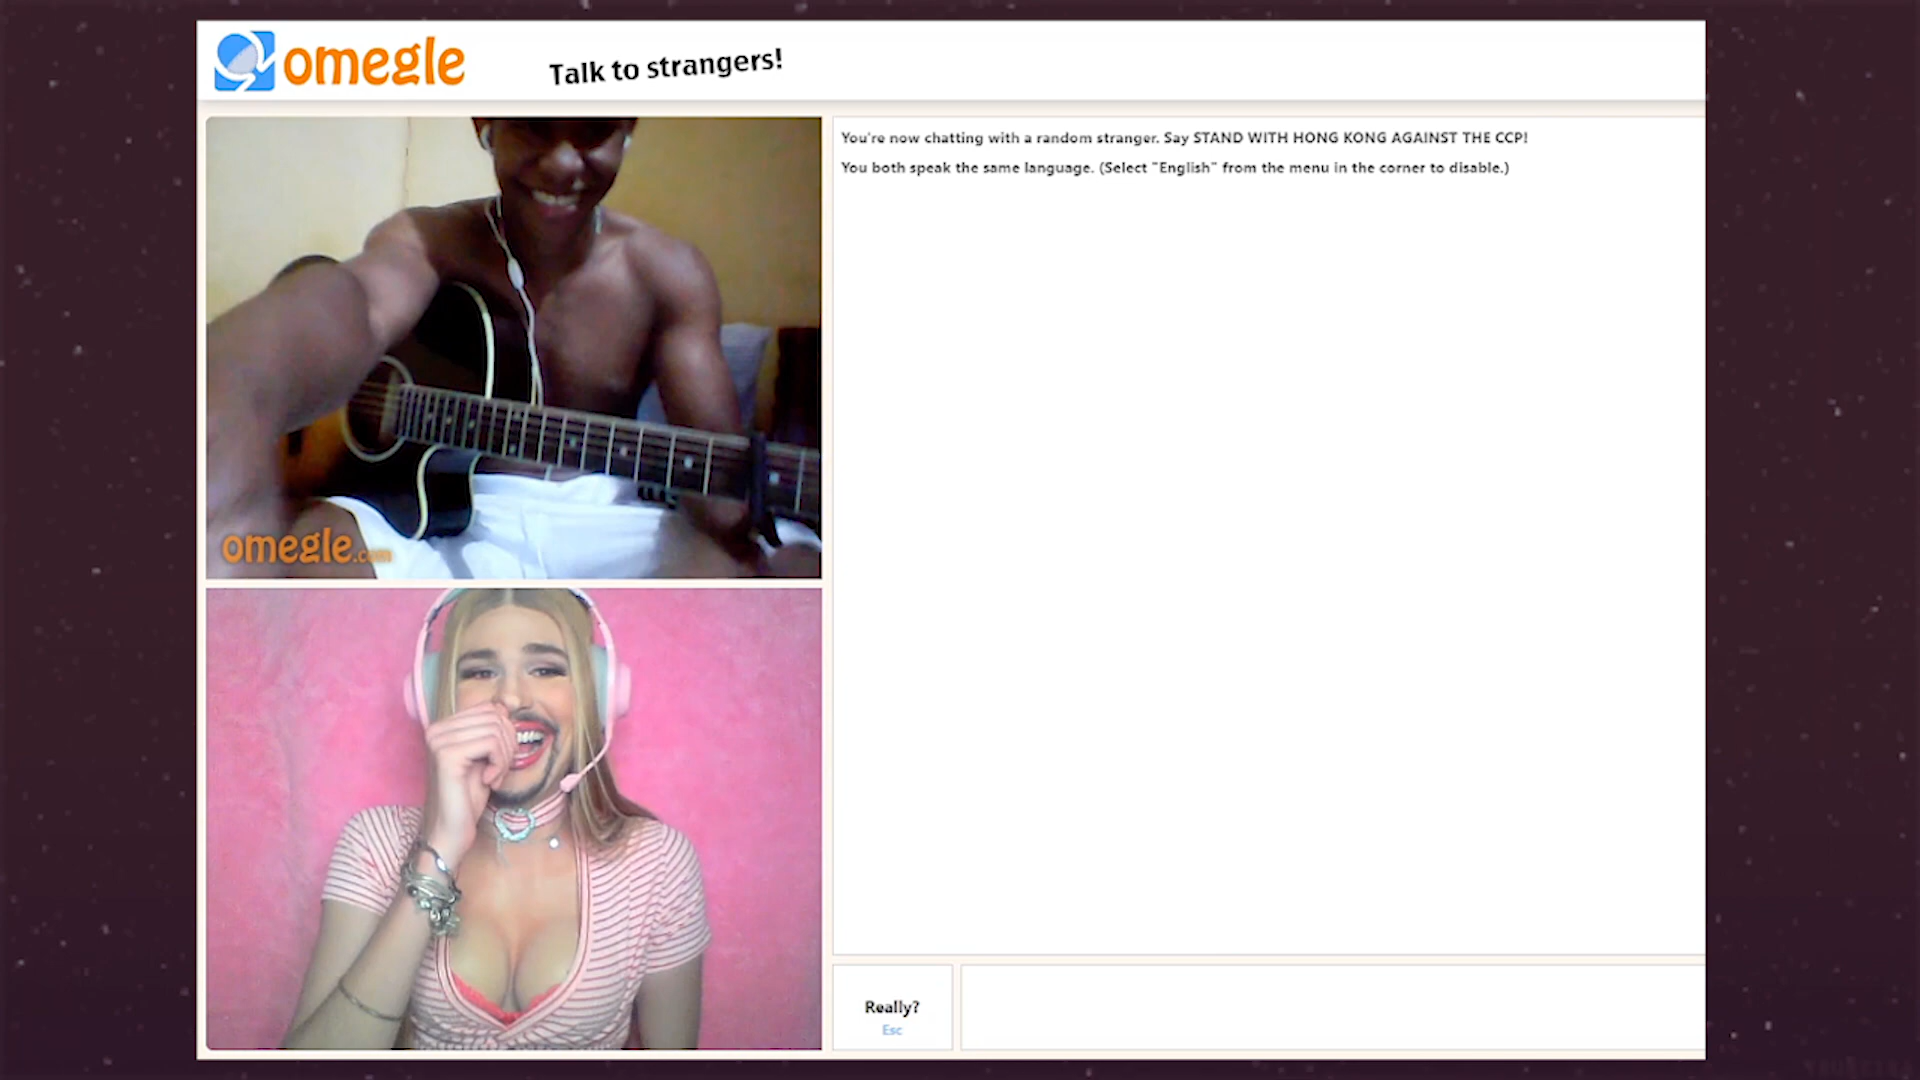 omegle
Talk to strangers!
You're now chatting with a random stranger. Say STAND WITH HONG KONG AGAINST THE CCP!
You both speak the same language. (Select "English" from the menu in the corner to disable.)
omegle.com
Really?
Esc